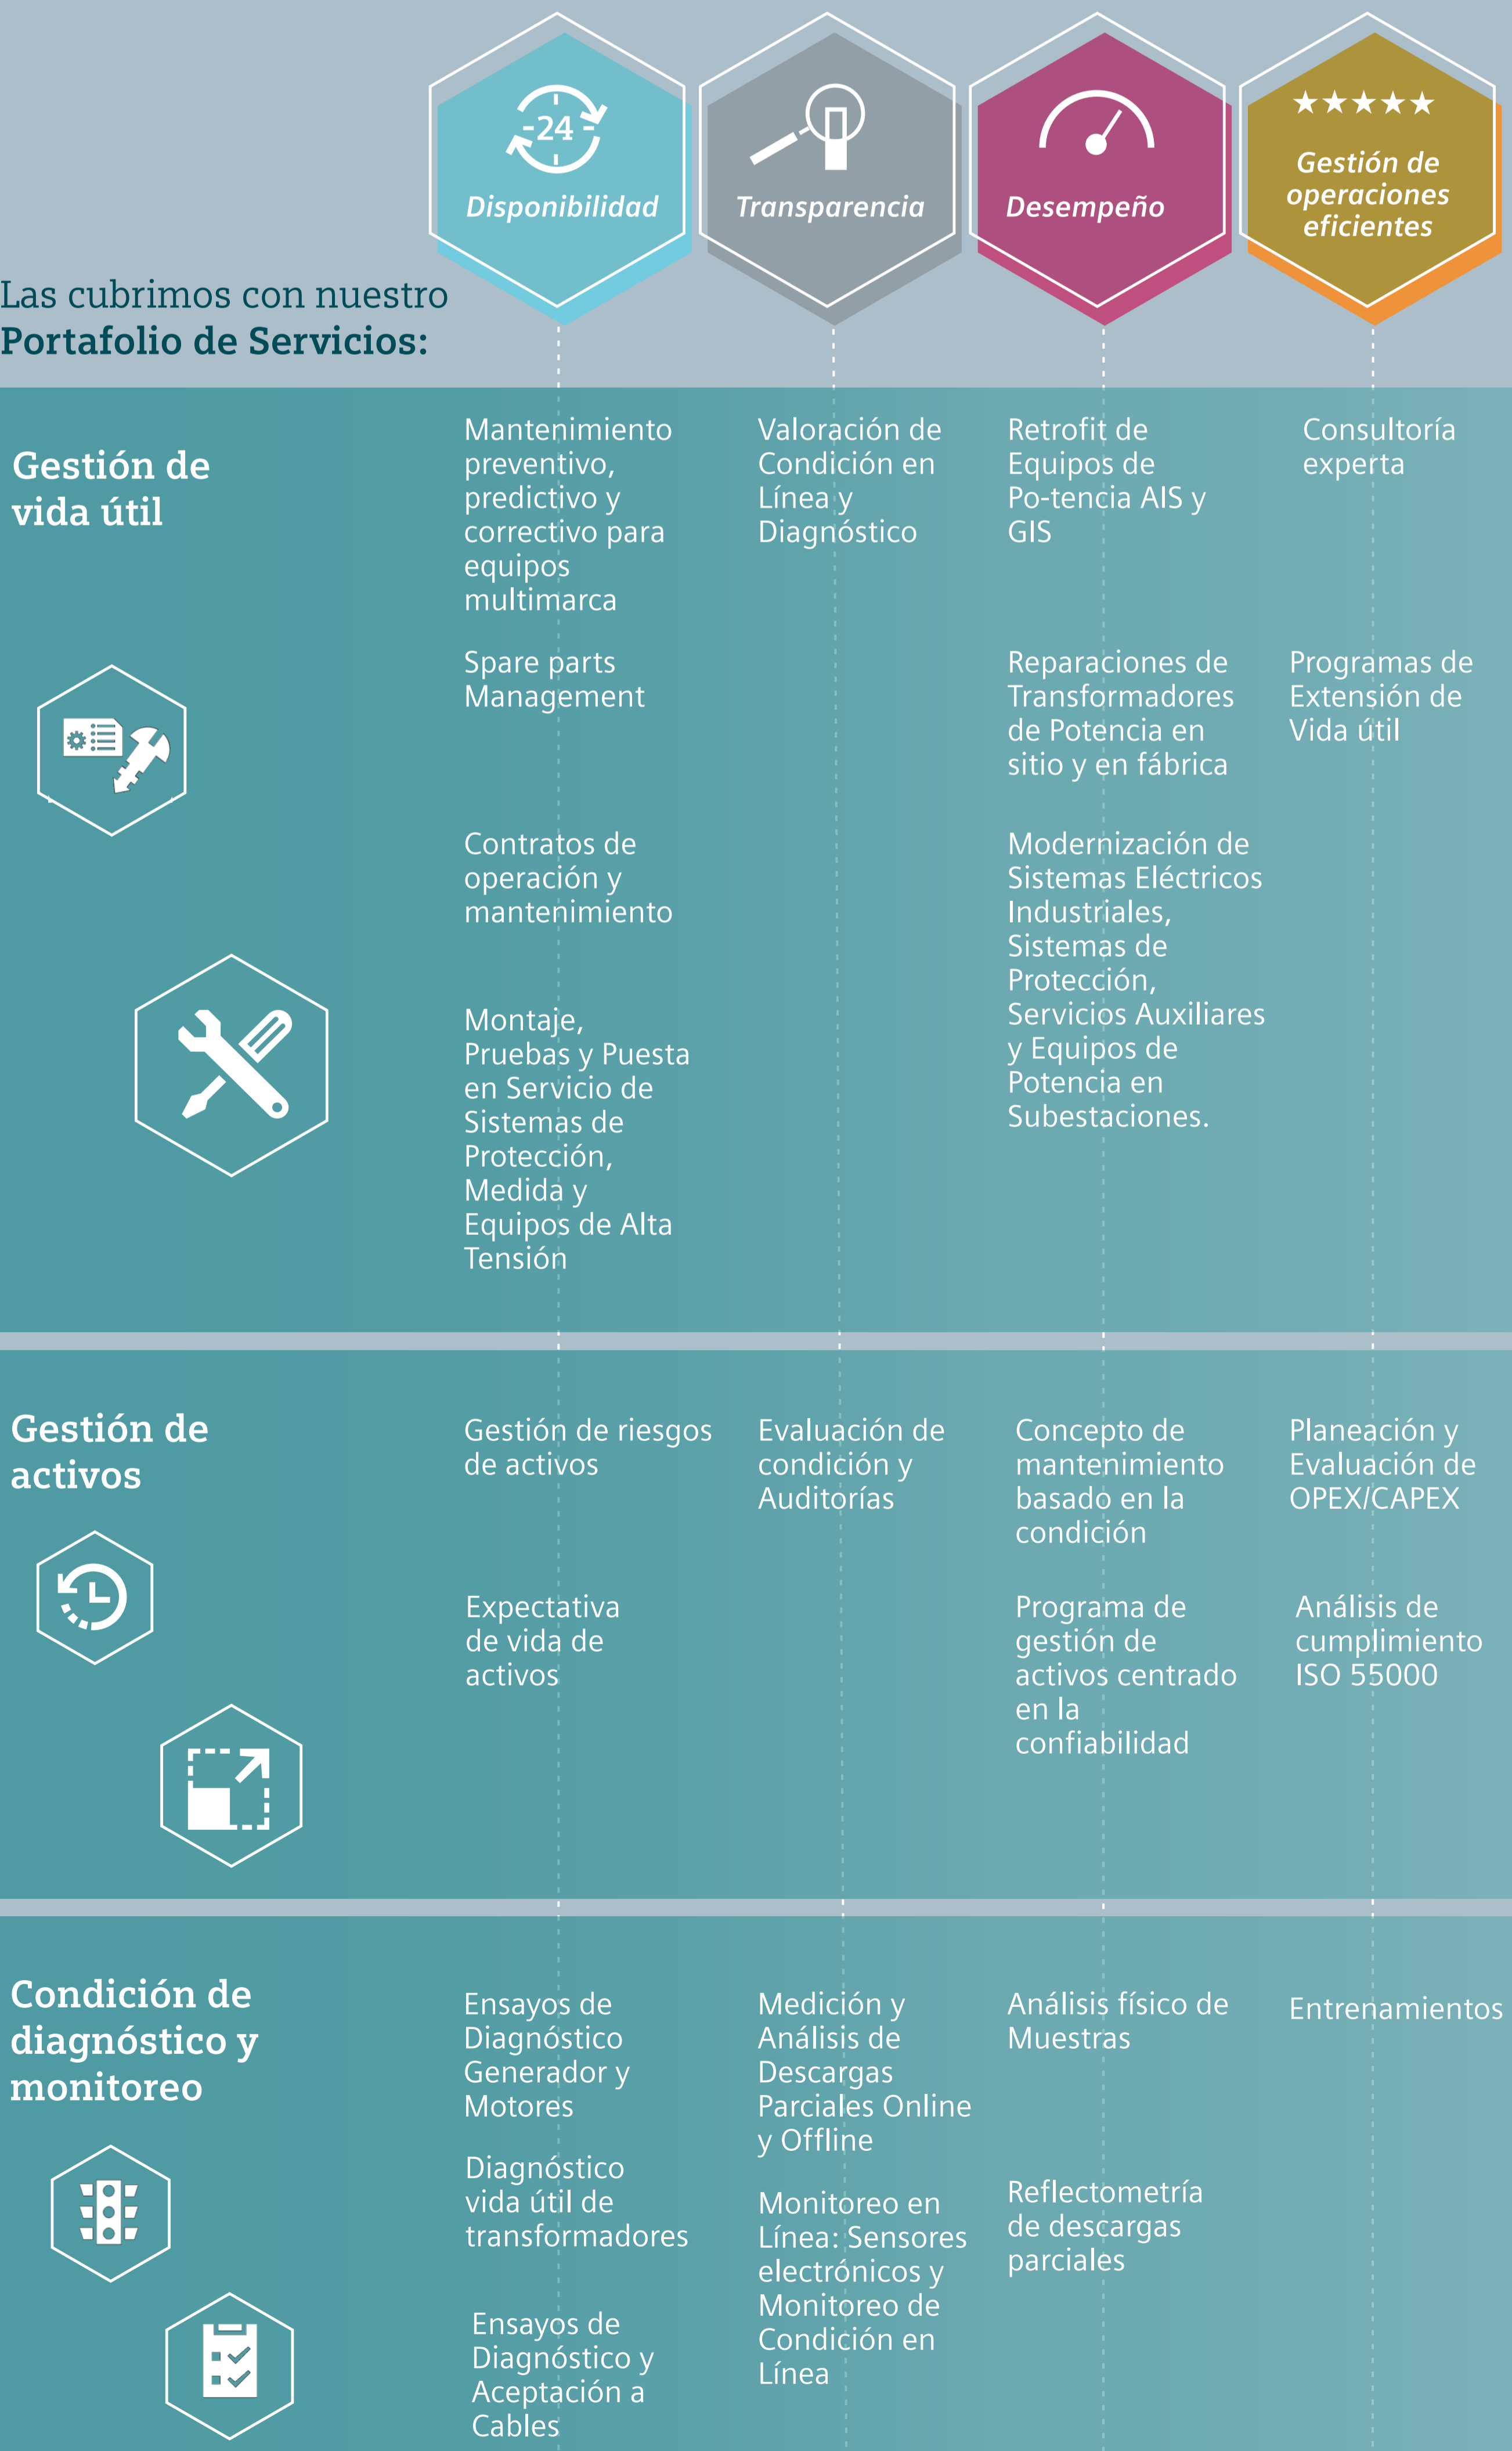 24
Disponibilidad
Transparencia
Desempeño
Gestión de
operaciones
eficientes
Las cubrimos con nuestro
Portafolio de Servicios:
Gestión de
vida útil
Mantenimiento
preventivo,
predictivo y
correctivo para
equipos
multimarca
Valoración de
Condición en
Línea y
Diagnóstico
Retrofit de
Equipos de
Po-tencia AIS y
GIS
Consultoría
experta
Spare parts
Management
Reparaciones de
Transformadores
de Potencia en
sitio y en fábrica
Programas de
Extensión de
Vida útil
Contratos de
operación y
mantenimiento
Modernización de
Sistemas Eléctricos
Industriales,
Sistemas de
Protección,
Servicios Auxiliares
y Equipos de
Potencia en
Subestaciones.
Montaje,
Pruebas y Puesta
en Servicio de
Sistemas de
Protección,
Medida y
Equipos de Alta
Tensión
Gestión de
activos
Gestión de riesgos
de activos
Evaluación de
condición y
Auditorías
Concepto de
mantenimiento
basado en la
condición
Planeación y
Evaluación de
OPEX/CAPEX
Expectativa
de vida de
activos
Programa de
gestión de
activos centrado
en la
confiabilidad
Análisis de
cumplimiento
ISO 55000
Condición de
diagnóstico y
monitoreo
Ensayos de
Diagnóstico
Generador y
Motores
Medición y
Análisis de
Descargas
Parciales Online
y Offline
Análisis físico de
Muestras
Entrenamientos
Diagnóstico
vida útil de
transformadores
Monitoreo en
Línea: Sensores
electrónicos y
Monitoreo de
Condición en
Línea
Reflectometría
de descargas
parciales
Ensayos de
Diagnóstico y
Aceptación a
Cables